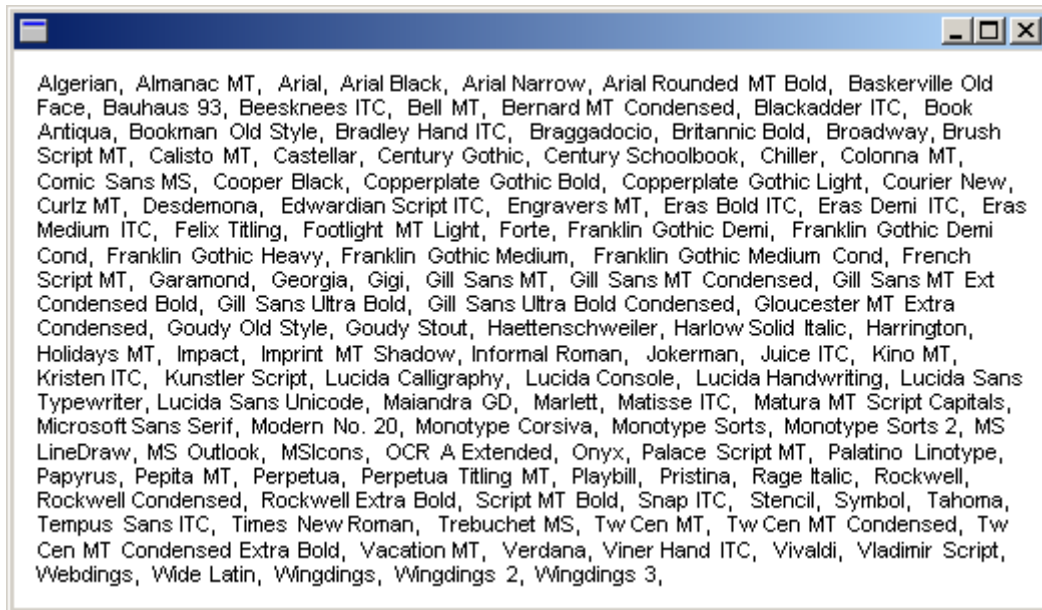 Algerian, Almanac MT, Arial, Arial Black, Arial Narrow, Arial Rounded MT Bold, Baskerville Old
Face, Bauhaus 93, Beesknees ITC, Bell MT, Bernard MT Condensed, Blackadder ITC, Book
Antiqua, Bookman Old Style, Bradley Hand ITC, Braggadocio, Britannic Bold, Broadway, Brush
Script MT, Calisto MT, Castellar, Century Gothic, Century Schoolbook, Chiller, Colonna MT,
Comic Sans MS, Cooper Black, Copperplate Gothic Bold, Copperplate Gothic Light, Courier New,
Curlz MT, Desdemona, Edwardian Script ITC, Engravers MT, Eras Bold ITC, Eras Demi ITC, Eras
Medium ITC, Felix Titling, Footlight MT Light, Forte, Franklin Gothic Demi, Franklin Gothic Demi
Cond, Franklin Gothic Heavy, Franklin Gothic Medium, Franklin Gothic Medium Cond, French
Script MT, Garamond, Georgia, Gigi, Gill Sans MT, Gill Sans MT Condensed, Gill Sans MT Ext
Condensed Bold, Gill Sans Ultra Bold, Gill Sans Ultra Bold Condensed, Gloucester MT Extra
Condensed, Goudy Old Style, Goudy Stout, Haettenschweiler, Harlow Solid Italic, Harrington,
Holidays MT, Impact, Imprint MT Shadow, Informal Roman, Jokerman, Juice ITC, Kino MT,
Kristen ITC, Kunstler Script, Lucida Calligraphy, Lucida Console, Lucida Handwriting, Lucida Sans
Typewriter, Lucida Sans Unicode, Maiandra GD, Marlett, Matisse ITC, Matura MT Script Capitals,
Microsoft Sans Serif, Modern No. 20, Monotype Corsiva, Monotype Sorts, Monotype Sorts 2, MS
LineDraw, MS Outlook, MSIcons, OCR A Extended, Onyx, Palace Script MT, Palatino Linotype,
Papyrus, Pepita MT, Perpetua, Perpetua Titling MT, Playbill, Pristina, Rage Italic, Rockwell,
Rockwell Condensed, Rockwell Extra Bold, Script MT Bold, Snap ITC, Stencil, Symbol, Tahoma,
Tempus Sans ITC, Times New Roman, Trebuchet MS, Tw Cen MT, Tw Cen MT Condensed, Tw
Cen MT Condensed Extra Bold, Vacation MT, Verdana, Viner Hand ITC, Vivaldi, Vladimir Script,
Webdings, Wide Latin, Wingdings, Wingdings 2, Wingdings 3,